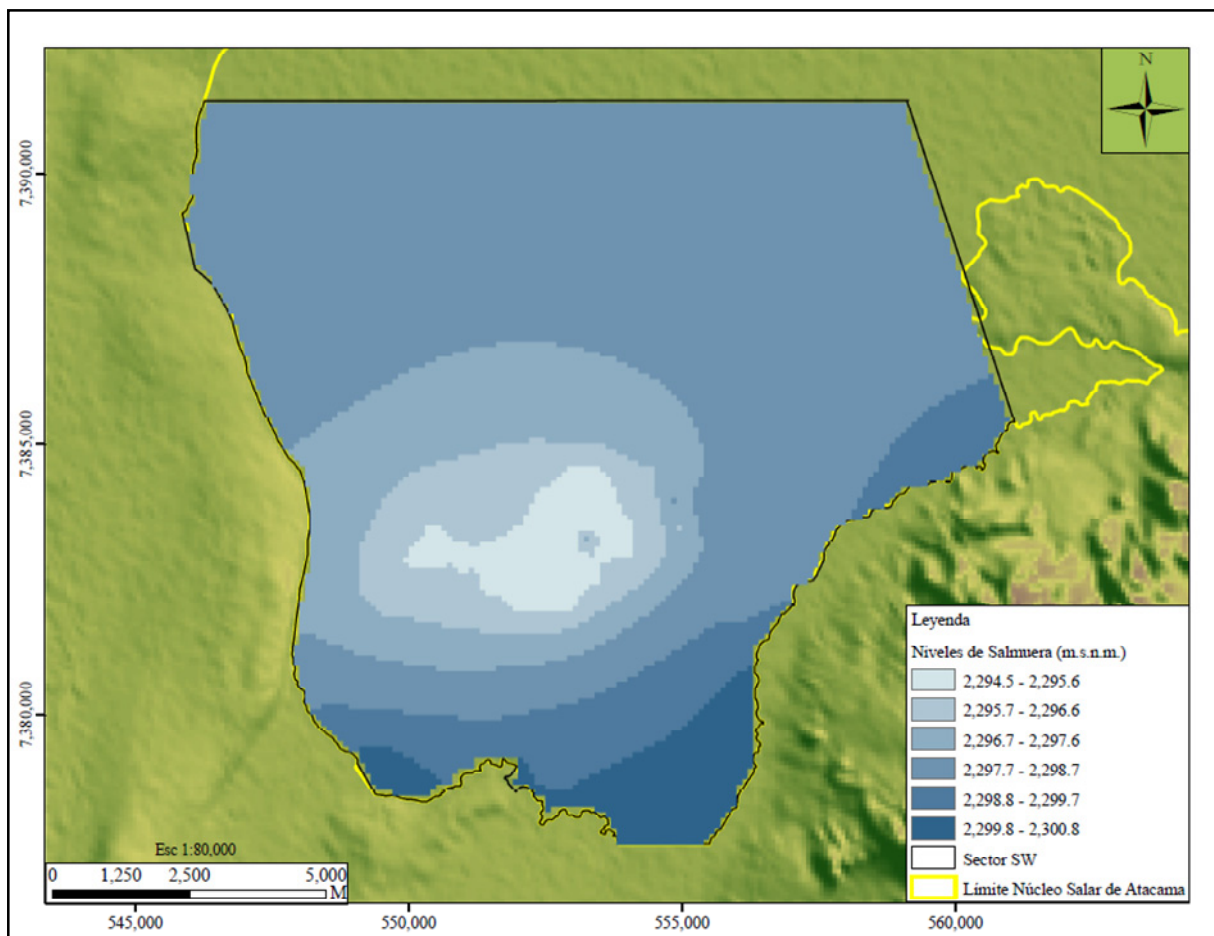 N
7,390,000
7,385,000
7,380,000
Leyenda
Niveles de Salmuera (m.s.n.m.)
2,294.5 - 2,295.6
2,295.7 - 2,296.6
2,296.7 - 2,297.6
2,297.7 - 2,298.7
2,298.8 - 2,299.7
2,299.8 - 2,300.8
Sector SW
Límite Núcleo Salar de Atacama
Esc 1:80,000
0 1,250 2,500 5,000
M
545,000 550,000 555,000 560,000